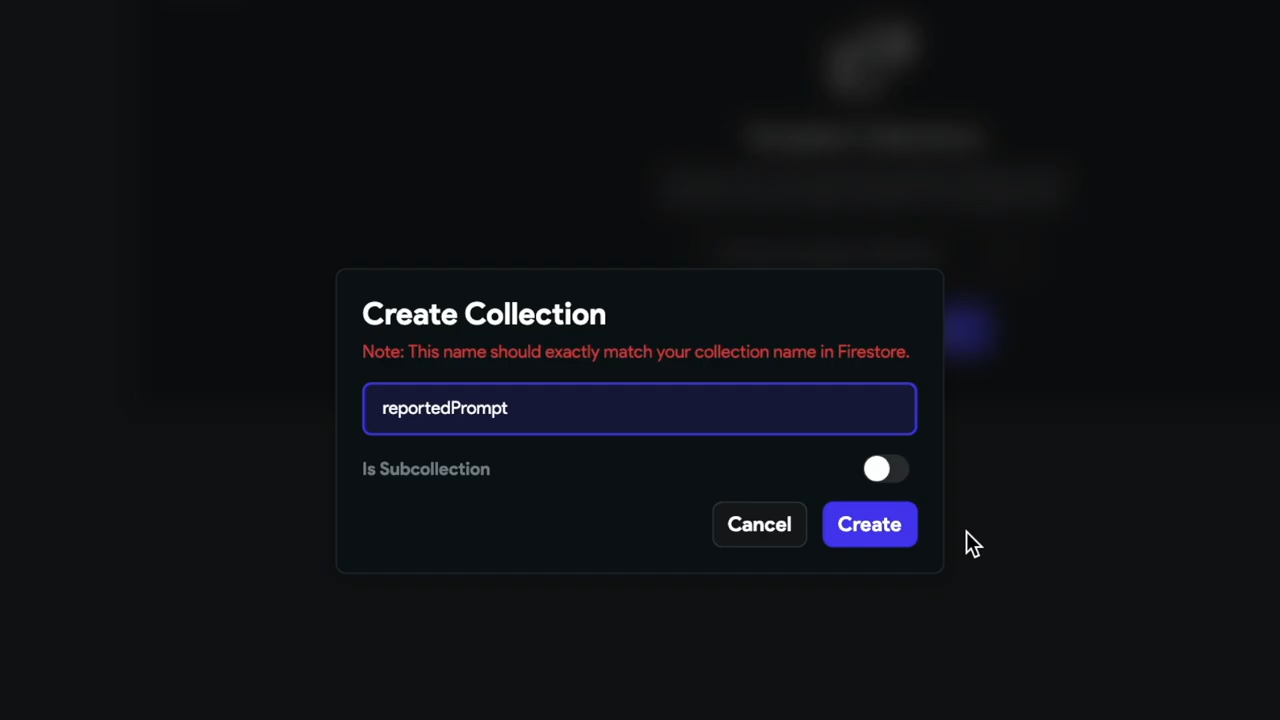 Create Collection
Note: This name should exactly match your collection name in Firestore.
reportedPrompt
Is Subcollection
Cancel
Create